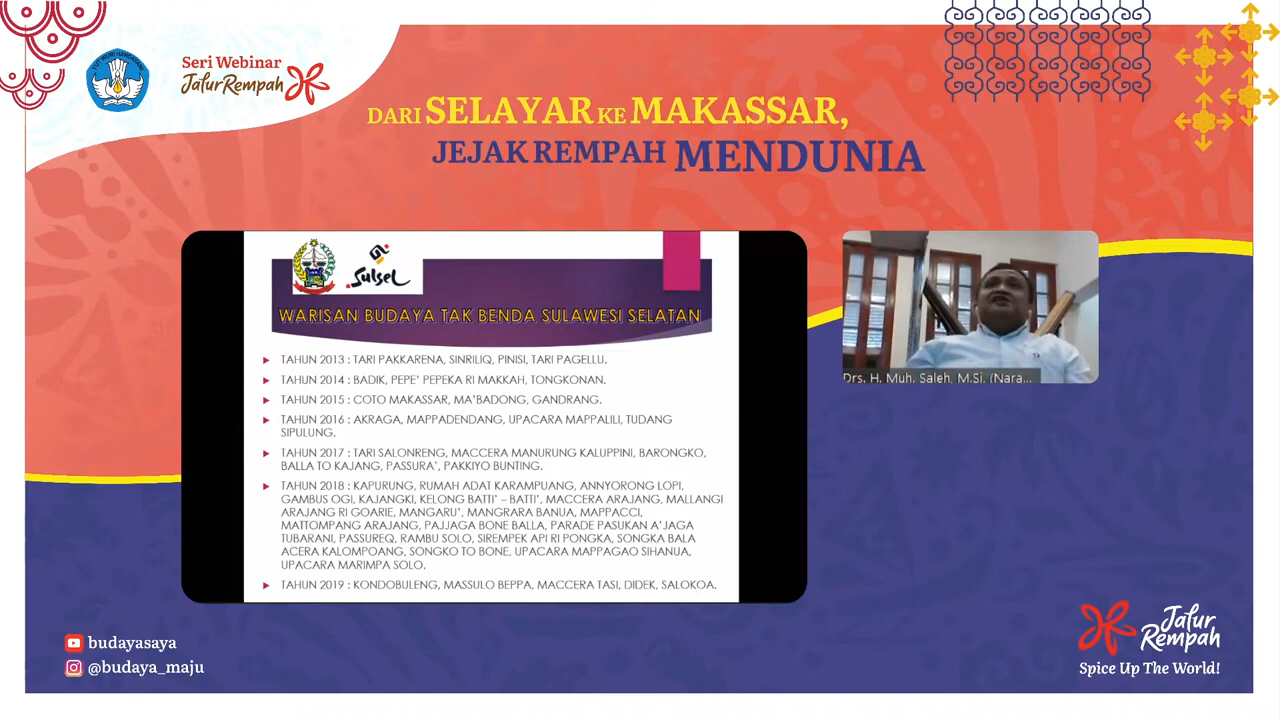 TUT WURI HANDAYANI
Seri Webinar
Jalur Rempah
DARI SELAYAR KE MAKASSAR,
JEJAK REMPAH MENDUNIA
Sulsel
WARISAN BUDAYA TAK BENDA SULAWESI SELATAN
TAHUN 2013 : TARI PAKKARENA, SINRILIQ, PINISI, TARI PAGELLU.
TAHUN 2014 : BADIK, PEPE' PEPEKA RI MAKKAH, TONGKONAN.
TAHUN 2015 : COTO MAKASSAR, MA'BADONG, GANDRANG.
TAHUN 2016 : AKRAGA, MAPPADENDANG, UPACARA MAPPALILI, TUDANG
SIPULUNG.
TAHUN 2017 : TARI SALONRENG, MACCERA MANURUNG KALUPPINI, BARONGKO,
BALLA TO KAJANG, PASSURA', PAKKIYO BUNTING.
TAHUN 2018 : KAPURUNG, RUMAH ADAT KARAMPUANG, ANNYORONG LOPI,
GAMBUS OGI, KAJANGKI, KELONG BATTI' – BATTI', MACCERA ARAJANG, MALLANGI
ARAJANG RI GOARIE, MANGARU', MANGRARA BANUA, MAPPACCI,
MATTOMPANG ARAJANG, PAJJAGA BONE BALLA, PARADE PASUKAN A'JAGA
TUBARANI, PASSUREQ, RAMBU SOLO, SIREMPEK API RI PONGKA, SONGKA BALA
ACERA KALOMPOANG, SONGKO TO BONE, UPACARA MAPPAGAO SIHANUA,
UPACARA MARIMPA SOLO.
TAHUN 2019 : KONDOBULENG, MASSULO BEPPA, MACCERA TASI, DIDEK, SALOKOA.
Drs. H. Muh. Saleh, M.Si. (Nara...
budayasaya
@budaya_maju
Jalur
Rempah
Spice Up The World!